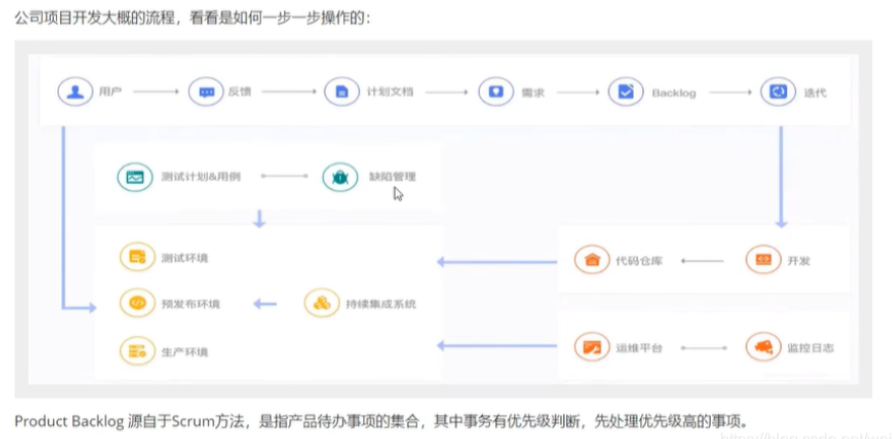 公司项目开发大概的流程，看看是如何一步一步操作的：
用户 反馈 计划文档 需求 Backlog 迭代
测试计划&用例 缺陷管理
测试环境 代码仓库 开发
预发布环境 持续集成系统
生产环境 运维平台 监控日志
Product Backlog 源自于Scrum方法，是指产品待办事项的集合，其中事务有优先级判断，先处理优先级高的事项。